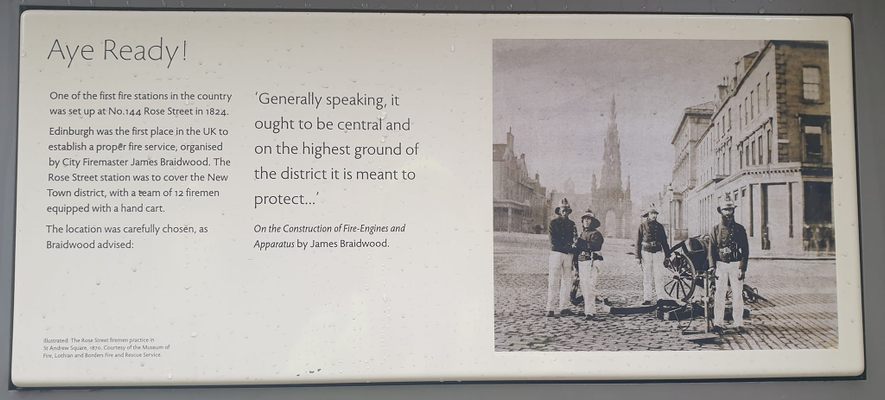 Aye Ready!
One of the first fire stations in the country
was set up at No.144 Rose Street in 1824.
Edinburgh was the first place in the UK to
establish a proper fire service, organised
by City Firemaster James Braidwood. The
Rose Street station was to cover the New
Town district, with a team of 12 firemen
equipped with a hand cart.
The location was carefully chosen, as
Braidwood advised:
‘Generally speaking, it
ought to be central and
on the highest ground of
the district it is meant to
protect...’
On the Construction of Fire-Engines and
Apparatus by James Braidwood.
Illustrated: The Rose Street firemen practice in
St Andrew Square, 1870. Courtesy of the Museum of
Fire, Lothian and Borders Fire and Rescue Service.